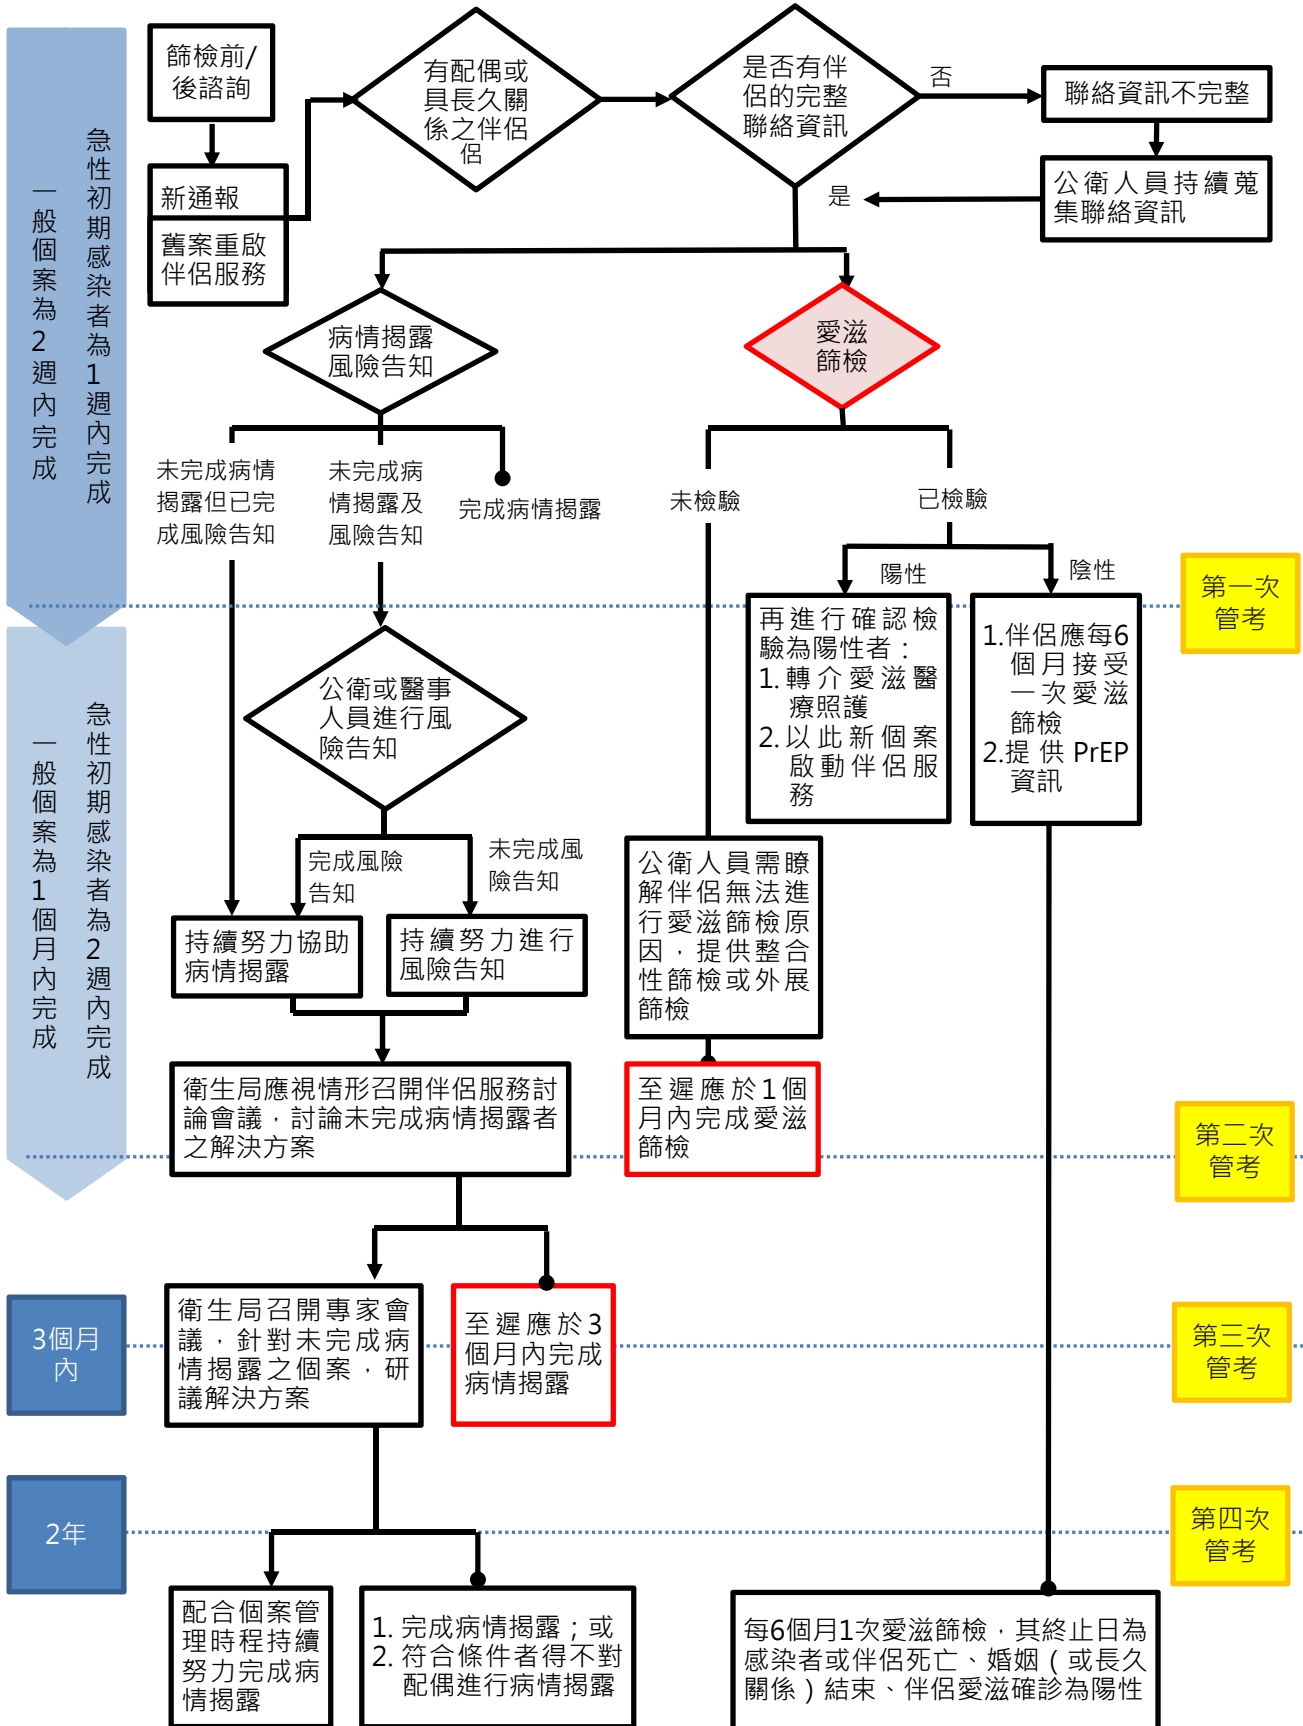 篩檢前/
後諮詢
新通報
舊案重啟
伴侶服務
有配偶或
具長久關
係之伴侶
侶
是否有伴
侶的完整
聯絡資訊
否
聯絡資訊不完整
公衛人員持續蒐
集聯絡資訊
是
急性初期感染者為1週內完成
一般個案為2週內完成
病情揭露
風險告知
愛滋
篩檢
未完成病情
揭露但已完
成風險告知
未完成病
情揭露及
風險告知
完成病情揭露
未檢驗
已檢驗
陽性
陰性
第一次
管考
再進行確認檢
驗為陽性者：
1. 轉介愛滋醫
療照護
2. 以此新個案
啟動伴侶服
務
1.伴侶應每6
個月接受
一次愛滋
篩檢
2.提供 PrEP
資訊
急性初期感染者為2週內完成
一般個案為1個月內完成
公衛或醫事
人員進行風
險告知
完成風險
告知
未完成風
險告知
持續努力協助
病情揭露
持續努力進行
風險告知
公衛人員需瞭
解伴侶無法進
行愛滋篩檢原
因，提供整合
性篩檢或外展
篩檢
衛生局應視情形召開伴侶服務討
論會議，討論未完成病情揭露者
之解決方案
至遲應於1個
月內完成愛滋
篩檢
第二次
管考
3個月
內
衛生局召開專家會
議，針對未完成病
情揭露之個案，研
議解決方案
至遲應於3
個月內完成
病情揭露
第三次
管考
2年
第四次
管考
配合個案管
理時程持續
努力完成病
情揭露
1. 完成病情揭露；或
2. 符合條件者得不對
配偶進行病情揭露
每6個月1次愛滋篩檢，其終止日為
感染者或伴侶死亡、婚姻（或長久
關係）結束、伴侶愛滋確診為陽性